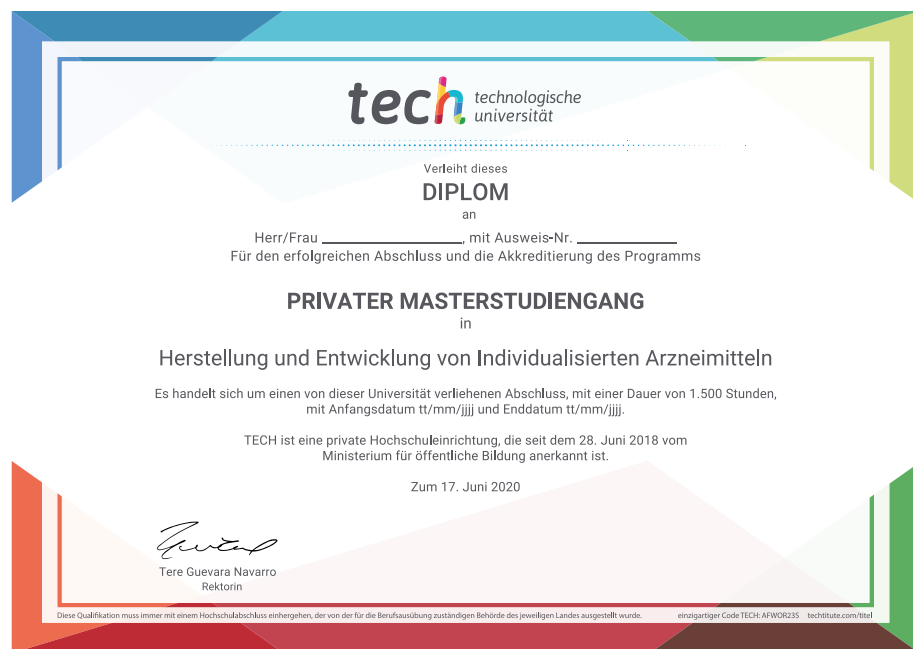 tech technologische
universität
Verleiht dieses
DIPLOM
an
Herr/Frau ____________________, mit Ausweis-Nr. ______________
Für den erfolgreichen Abschluss und die Akkreditierung des Programms
PRIVATER MASTERSTUDIENGANG
in
Herstellung und Entwicklung von Individualisierten Arzneimitteln
Es handelt sich um einen von dieser Universität verliehenen Abschluss, mit einer Dauer von 1.500 Stunden,
mit Anfangsdatum tt/mm/jjjj und Enddatum tt/mm/jjjj.
TECH ist eine private Hochschuleinrichtung, die seit dem 28. Juni 2018 vom
Ministerium für öffentliche Bildung anerkannt ist.
Zum 17. Juni 2020
Tere Guevara Navarro
Rektorin
Diese Qualifikation muss immer mit einem Hochschulabschluss einhergehen, der von der für die Berufsausübung zuständigen Behörde des jeweiligen Landes ausgestellt wurde. einzigartiger Code TECH: AFWOR23S techtitute.com/titel